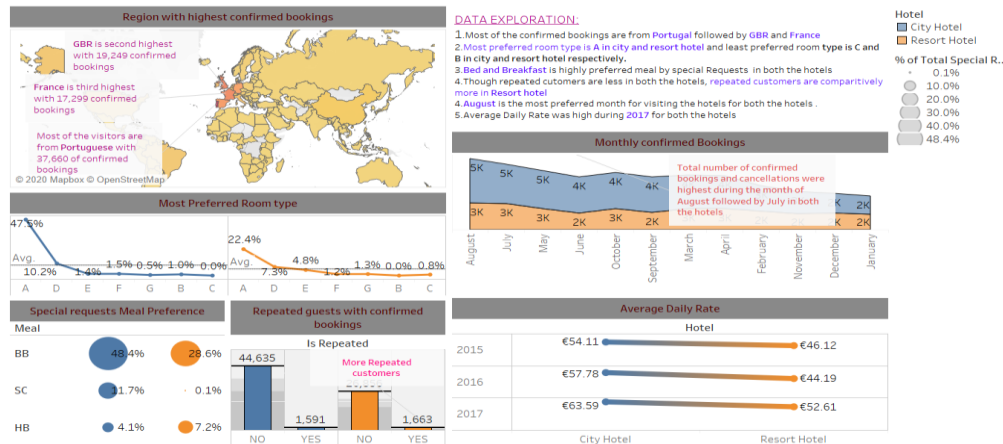 Region with highest confirmed bookings
GBR is second highest
with 19,249 confirmed
bookings
France is third highest
with 17,299 confirmed
bookings
Most of the visitors are
from Portuguese with
37,660 of confirmed
bookings
© 2020 Mapbox © OpenStreetMap
Most Preferred Room type
47.5%
Avg.
10.2%
1.4%
1.5%
0.5%
1.0%
0.0%
22.4%
Avg.
7.3%
4.8%
1.2%
1.3%
0.0%
0.8%
A D E F G B C
A D E F G B C
Special requests Meal Preference
Meal
BB
48.4%
28.6%
SC
11.7%
0.1%
HB
4.1%
7.2%
Repeated guests with confirmed
bookings
Is Repeated
More Repeated
customers
44,635
1,591
1,663
NO YES NO YES
DATA EXPLORATION:
1.Most of the confirmed bookings are from Portugal followed by GBR and France
2.Most preferred room type is A in city and resort hotel and least preferred room type is C and
B in city and resort hotel respectively.
3.Bed and Breakfast is highly preferred meal by special Requests in both the hotels
4.Though repeated cutomers are less in both the hotels, repeated customers are comparitively
more in Resort hotel
4.August is the most preferred month for visiting the hotels for both the hotels .
5.Average Daily Rate was high during 2017 for both the hotels
Monthly confirmed Bookings
Total number of confirmed
bookings and cancellations were
highest during the month of
August followed by July in both
the hotels
5K 5K 5K 4K 4K 4K 2K 2K
3K 3K 3K 2K 3K 2K 2K 2K
August
July
May
June
October
September
March
April
February
November
December
January
Average Daily Rate
Hotel
2015
€54.11
€46.12
2016
€57.78
€44.19
2017
€63.59
€52.61
City Hotel
Resort Hotel
Hotel
City Hotel
Resort Hotel
% of Total Special R..
0.1%
10.0%
20.0%
30.0%
40.0%
48.4%